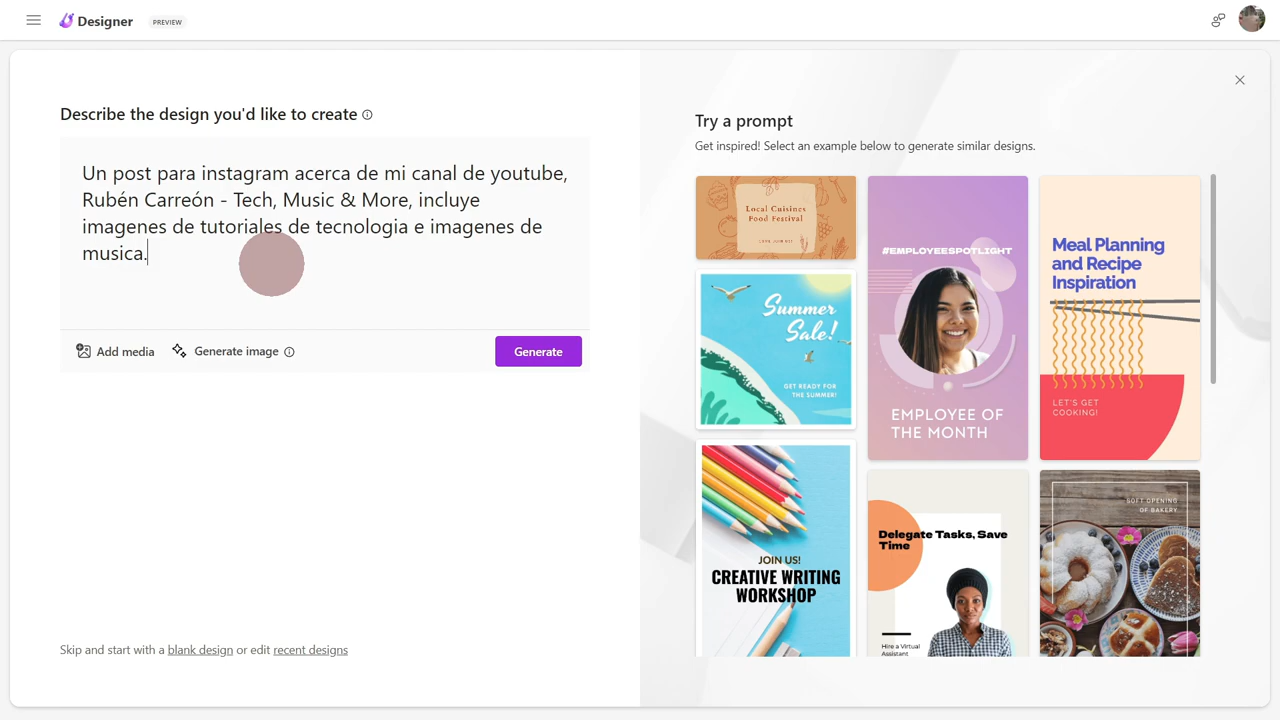 Designer PREVIEW
Describe the design you'd like to create
Un post para instagram acerca de mi canal de youtube,
Rubén Carreón - Tech, Music & More, incluye
imagenes de tutoriales de tecnologia e imagenes de
musica.
Add media Generate image Generate
Skip and start with a blank design or edit recent designs
Try a prompt
Get inspired! Select an example below to generate similar designs.
Local Cuisines
Food Festival
Summer
Sale!
GET READY FOR
THE SUMMER!
JOIN US!
CREATIVE WRITING
WORKSHOP
#EMPLOYEESPOTLIGHT
EMPLOYEE OF
THE MONTH
Delegate Tasks, Save
Time
Hire a Virtual
Assistant
Meal Planning
and Recipe
Inspiration
LET'S GET
COOKING!
SOFT OPENING
OF BAKERY